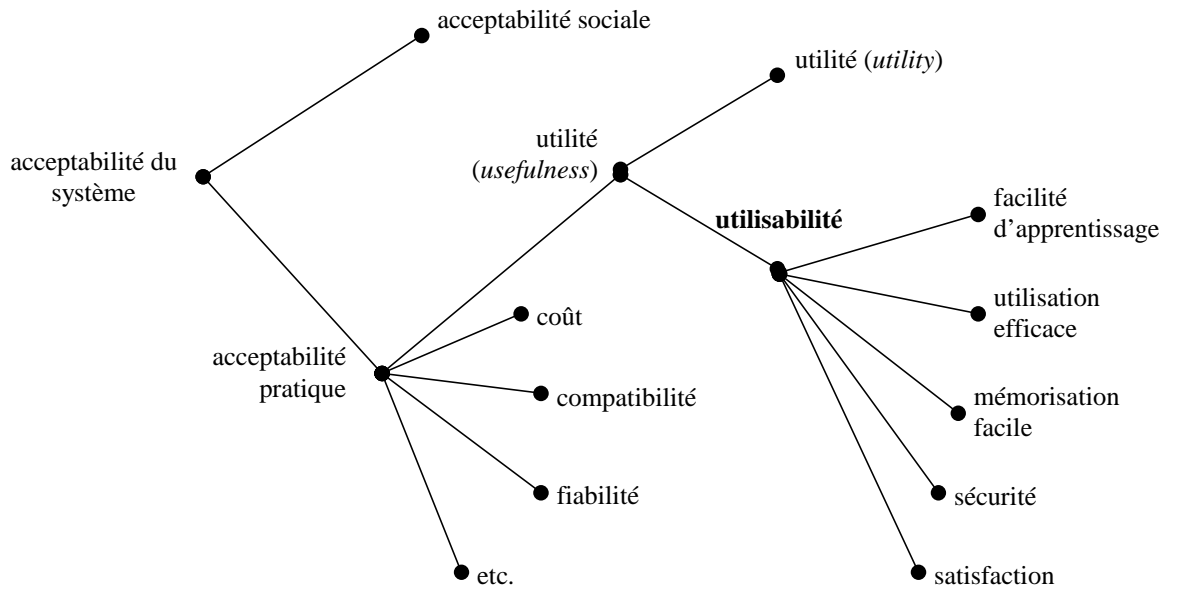 acceptabilité sociale
utilité (utility)
utilité
(usefulness)
acceptabilité du
système
utilisabilité
facilité
d’apprentissage
utilisation
efficace
coût
acceptabilité
pratique
compatibilité
mémorisation
facile
fiabilité
sécurité
etc.
satisfaction